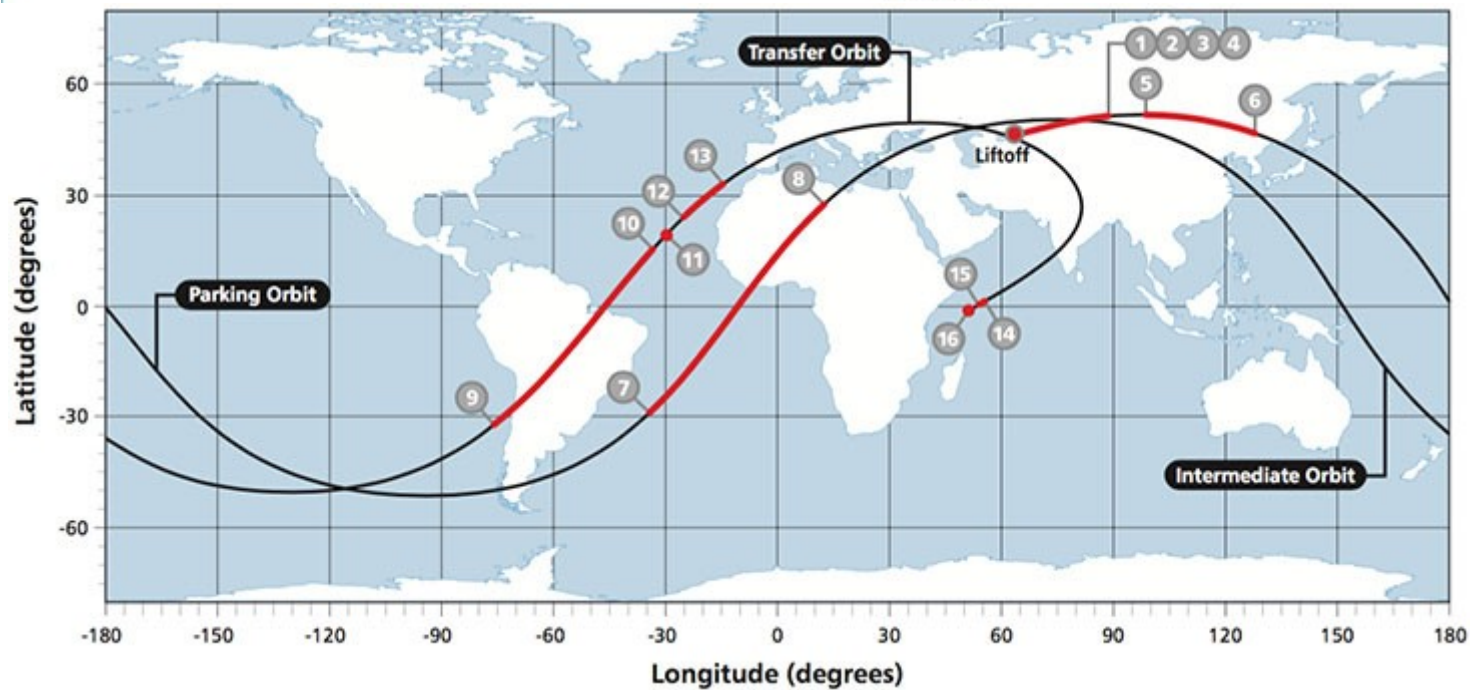 Transfer Orbit
1 2 3 4
5
6
60
13
Liftoff
12
8
30
10
11
15
Parking Orbit
0
16
14
9
7
-30
Intermediate Orbit
-60
-180 -150 -120 -90 -60 -30 0 30 60 90 120 150 180
Longitude (degrees)
Latitude (degrees)